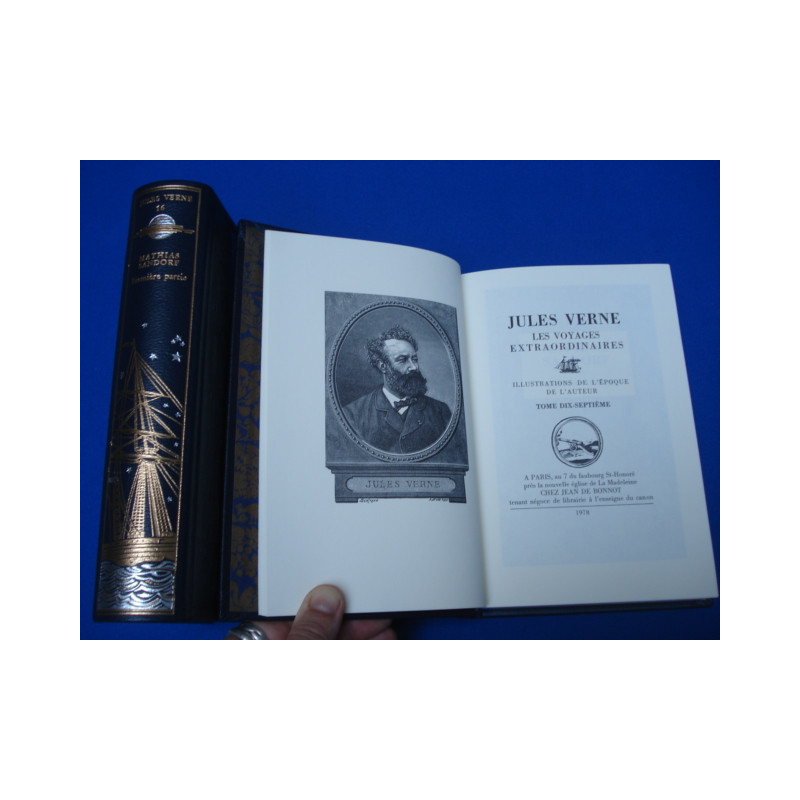 JULES VERNE
16
MATHIAS
SANDORF
Première partie
JULES VERNE
JULES VERNE
LES VOYAGES
EXTRAORDINAIRES
ILLUSTRATIONS DE L'ÉPOQUE
DE L'AUTEUR
TOME DIX-SEPTIÈME
A PARIS, au 7 du faubourg St-Honoré
près la nouvelle église de La Madeleine
CHEZ JEAN DE BONNOT
tenant négoce de librairie à l'enseigne du canon
1978